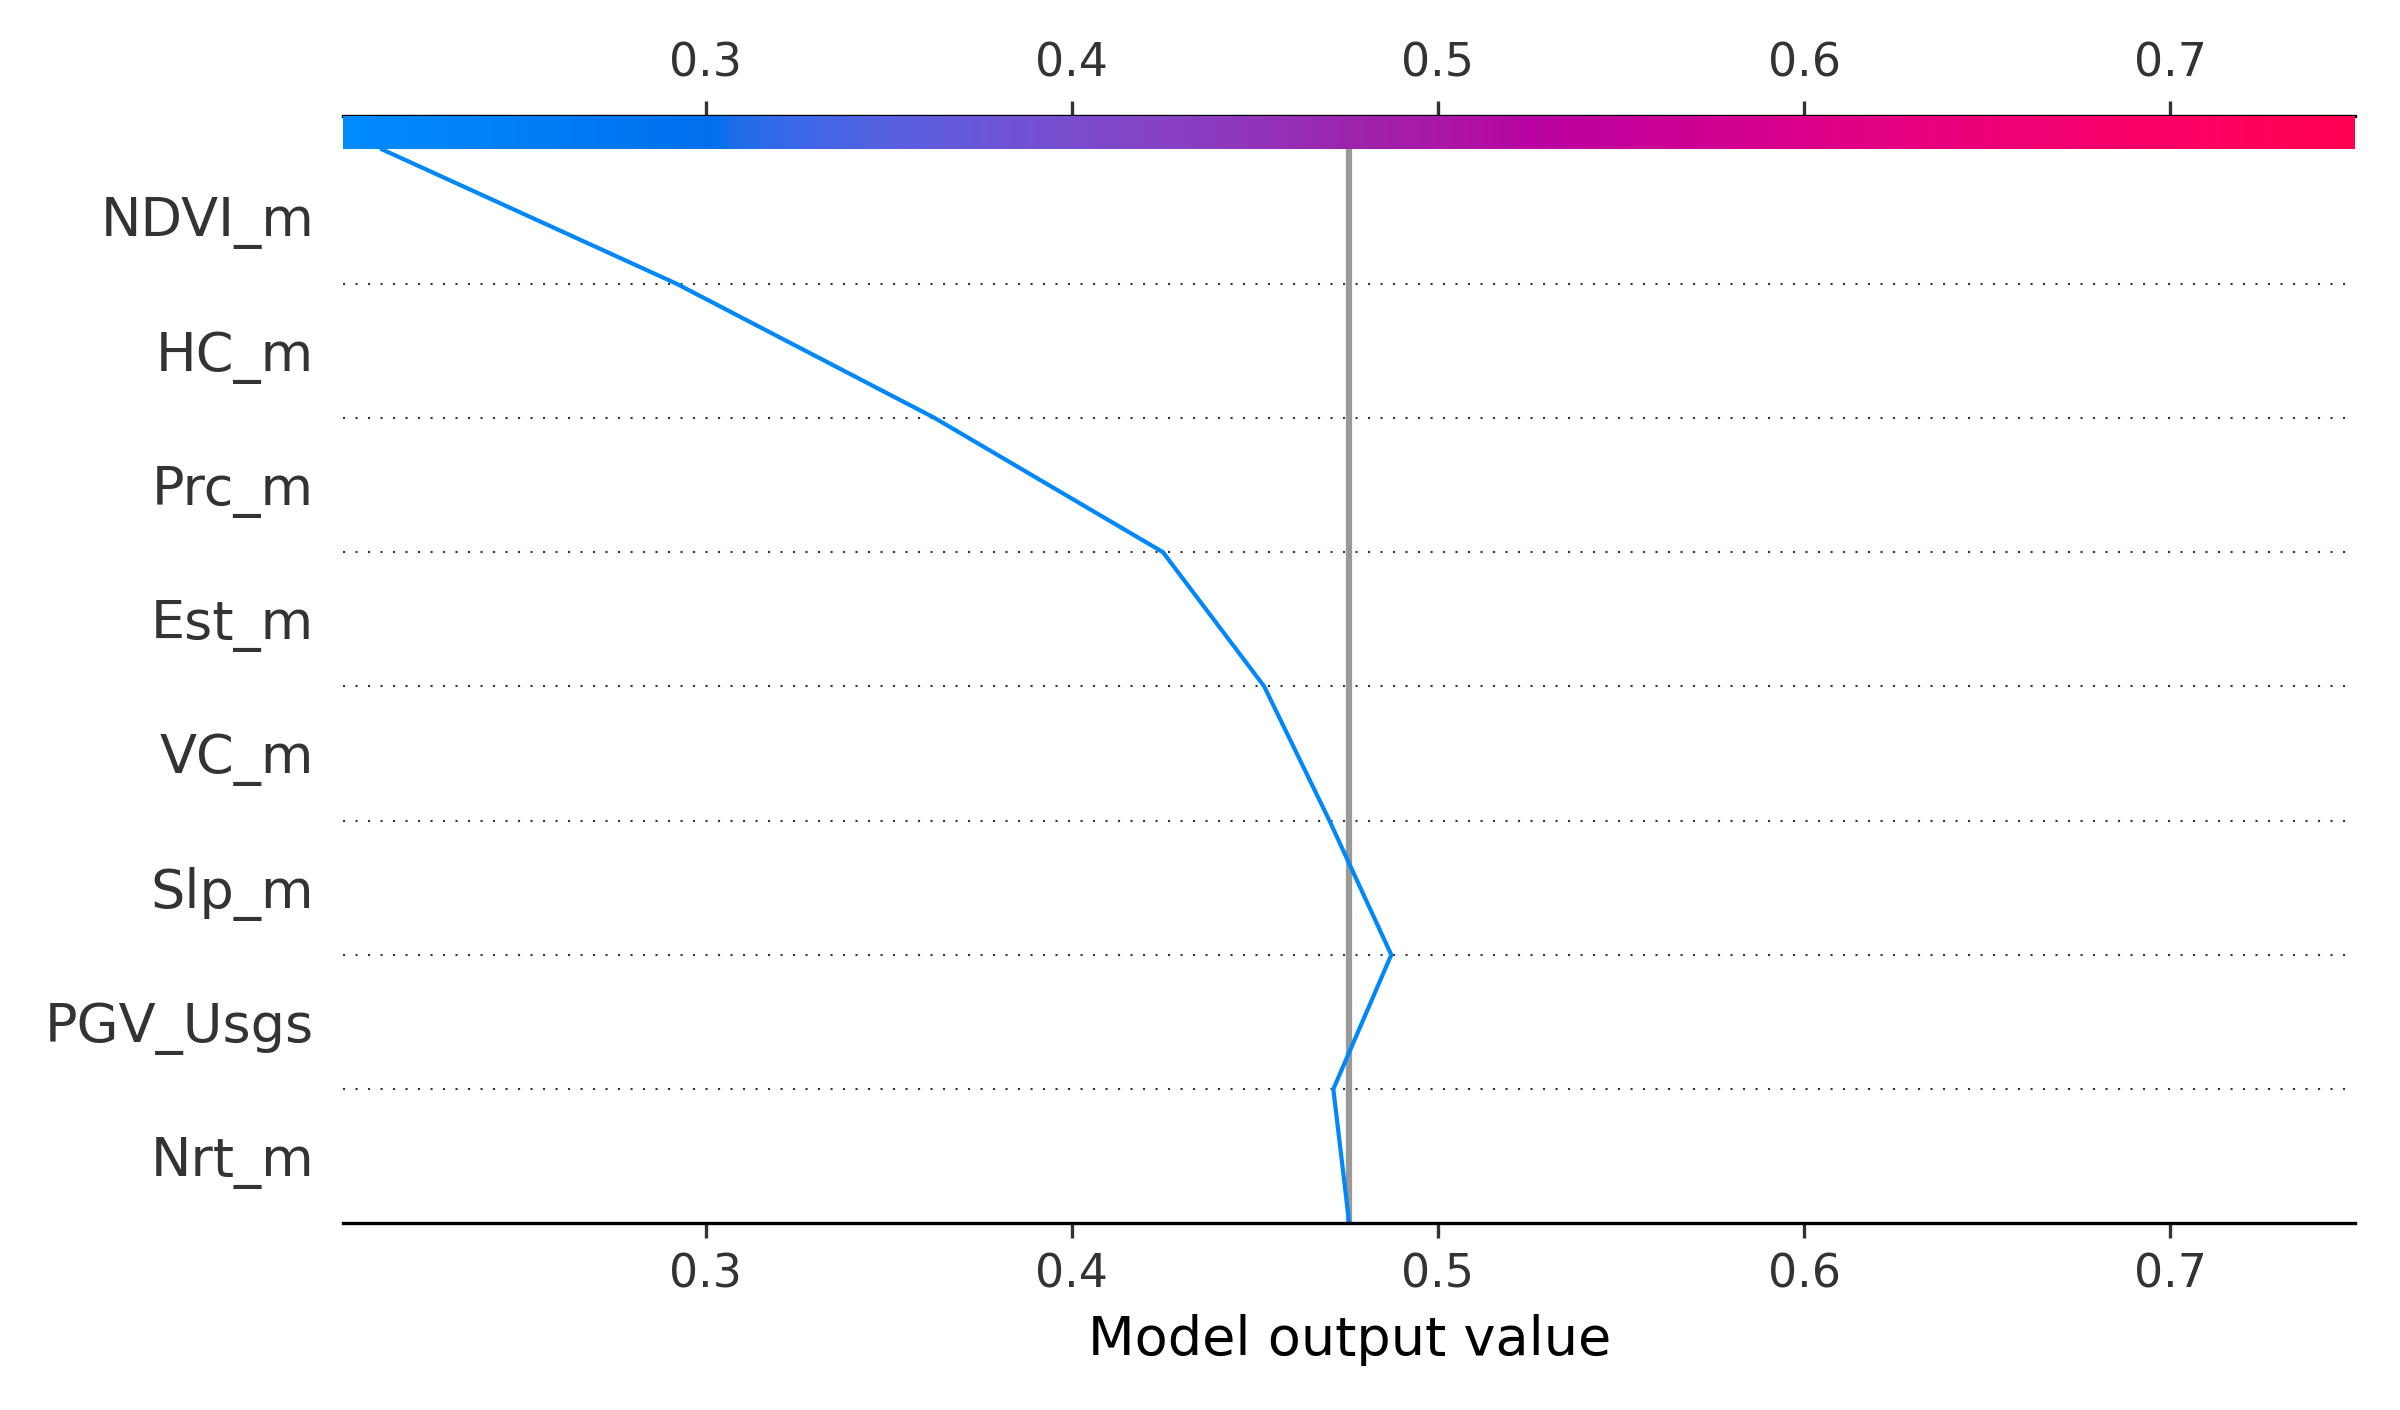 0.3 0.4 0.5 0.6 0.7
NDVI_m
HC_m
Prc_m
Est_m
VC_m
Slp_m
PGV_Usgs
Nrt_m
0.3 0.4 0.5 0.6 0.7
Model output value